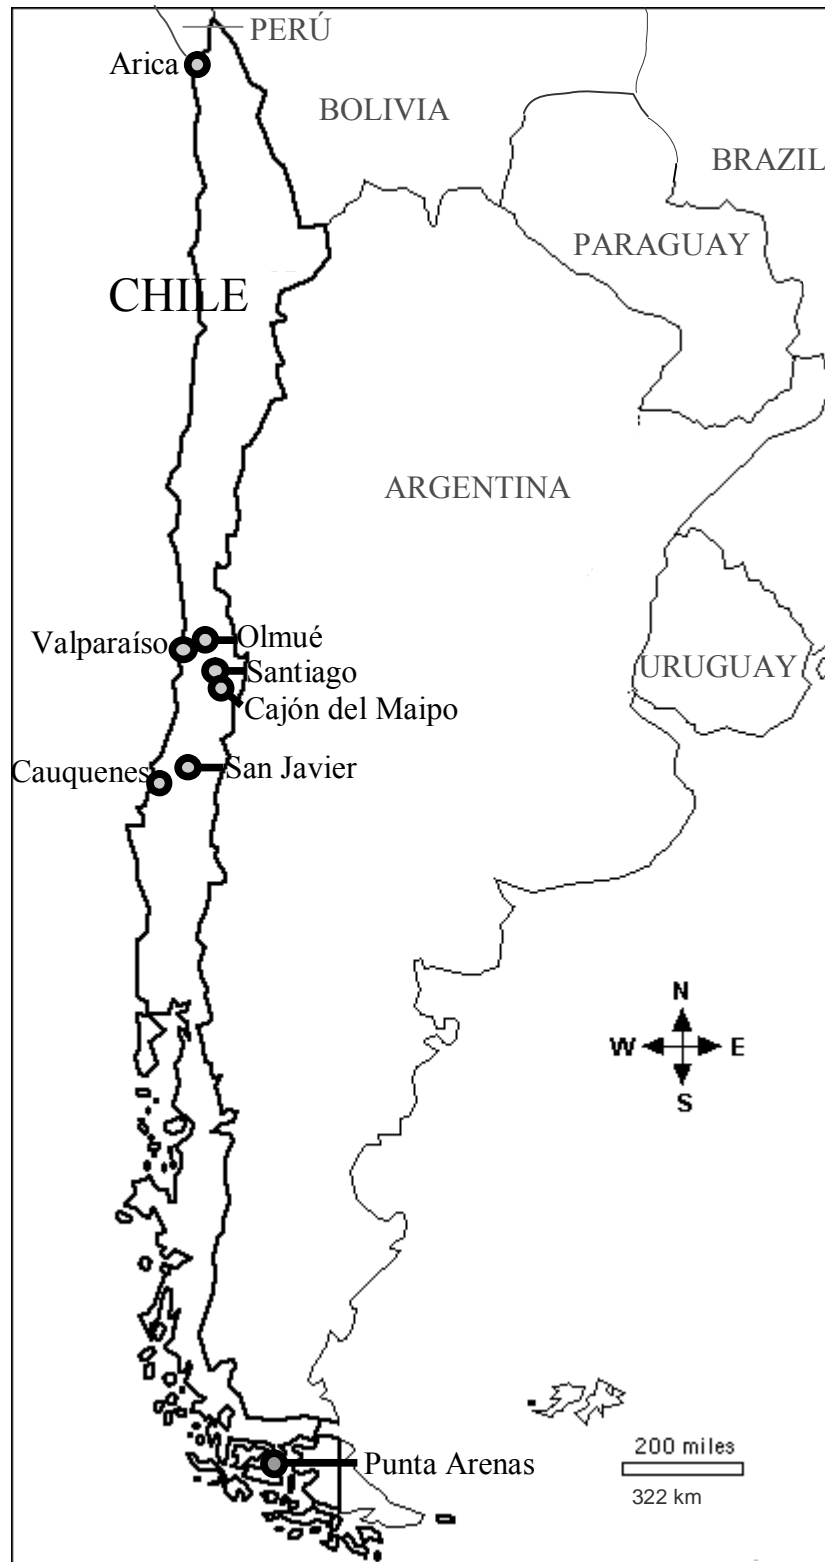 PERÚ
Arica
BOLIVIA
BRAZIL
PARAGUAY
CHILE
ARGENTINA
Valparaíso
Olmué
URUGUAY
Santiago
Cajón del Maipo
Cauquenes
San Javier
N
W
E
S
200 miles
322 km
Punta Arenas